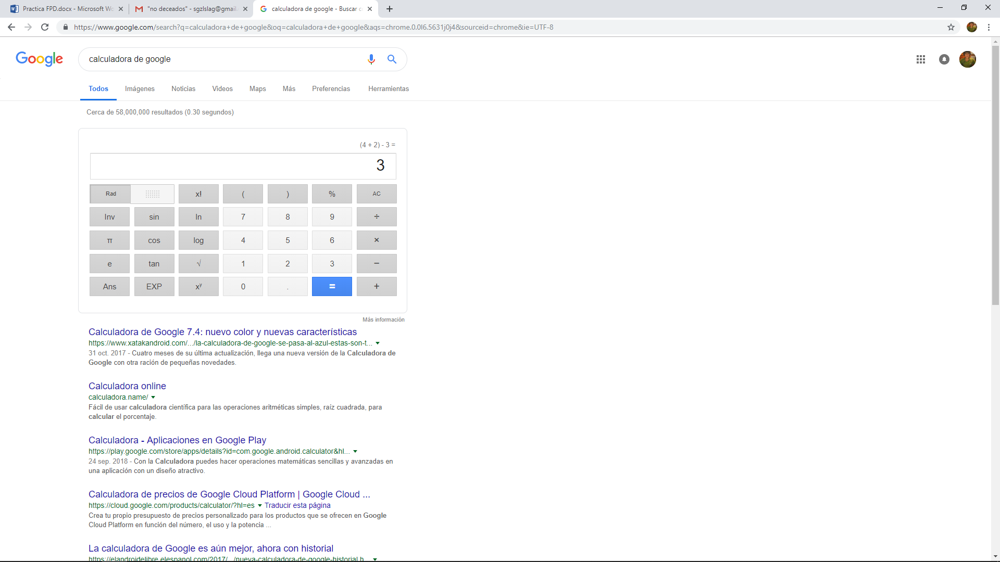 Practica FPD.docx - Microsoft Wo
"no deceados" - sgzlslag@gmail.
calculadora de google - Buscar c
https://www.google.com/search?q=calculadora+de+google&oq=calculadora+de+google&aqs=chrome.0.0l6.5631j0j4&sourceid=chrome&ie=UTF-8
Google
calculadora de google
Todos Imágenes Noticias Videos Maps Más Preferencias Herramientas
Cerca de 58,000,000 resultados (0.30 segundos)
(4 + 2) - 3 =
3
Rad x! ( ) % AC
Inv sin ln 7 8 9 ÷
π cos log 4 5 6 ×
e tan √ 1 2 3 −
Ans EXP xʸ 0 . = +
Más información
Calculadora de Google 7.4: nuevo color y nuevas características
https://www.xatakandroid.com/.../la-calculadora-de-google-se-pasa-al-azul-estas-son-t...
31 oct. 2017 - Cuatro meses de su última actualización, llega una nueva versión de la Calculadora de
Google con otra ración de pequeñas novedades.
Calculadora online
calculadora.name/
Fácil de usar calculadora científica para las operaciones aritméticas simples, raíz cuadrada, para
calcular el porcentaje.
Calculadora - Aplicaciones en Google Play
https://play.google.com/store/apps/details?id=com.google.android.calculator&hl...
24 sep. 2018 - Con la Calculadora puedes hacer operaciones matemáticas sencillas y avanzadas en
una aplicación con un diseño atractivo.
Calculadora de precios de Google Cloud Platform | Google Cloud ...
https://cloud.google.com/products/calculator/?hl=es Traducir esta página
Crea tu propio presupuesto de precios personalizado para los productos que se ofrecen en Google
Cloud Platform en función del número, el uso y la potencia ...
La calculadora de Google es aún mejor, ahora con historial
https://elandroidelibre.elespanol.com/2017/.../nueva-calculadora-de-google-historial.h...